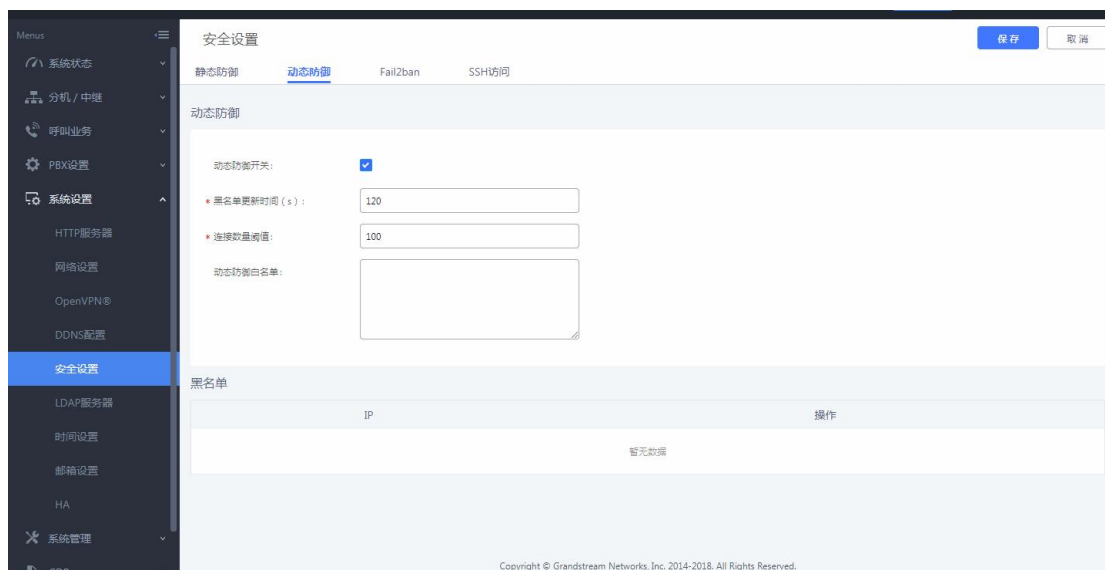 Menus
系统状态
分机 / 中继
呼叫业务
PBX设置
系统设置
HTTP服务器
网络设置
OpenVPN®
DDNS配置
安全设置
LDAP服务器
时间设置
邮箱设置
HA
系统管理
安全设置
保存 取消
静态防御 动态防御 Fail2ban SSH访问
动态防御
动态防御开关:
* 黑名单更新时间 ( s ) : 120
* 连接数量阈值: 100
动态防御白名单:
黑名单
IP 操作
暂无数据
Copyright © Grandstream Networks, Inc. 2014-2018. All Rights Reserved.